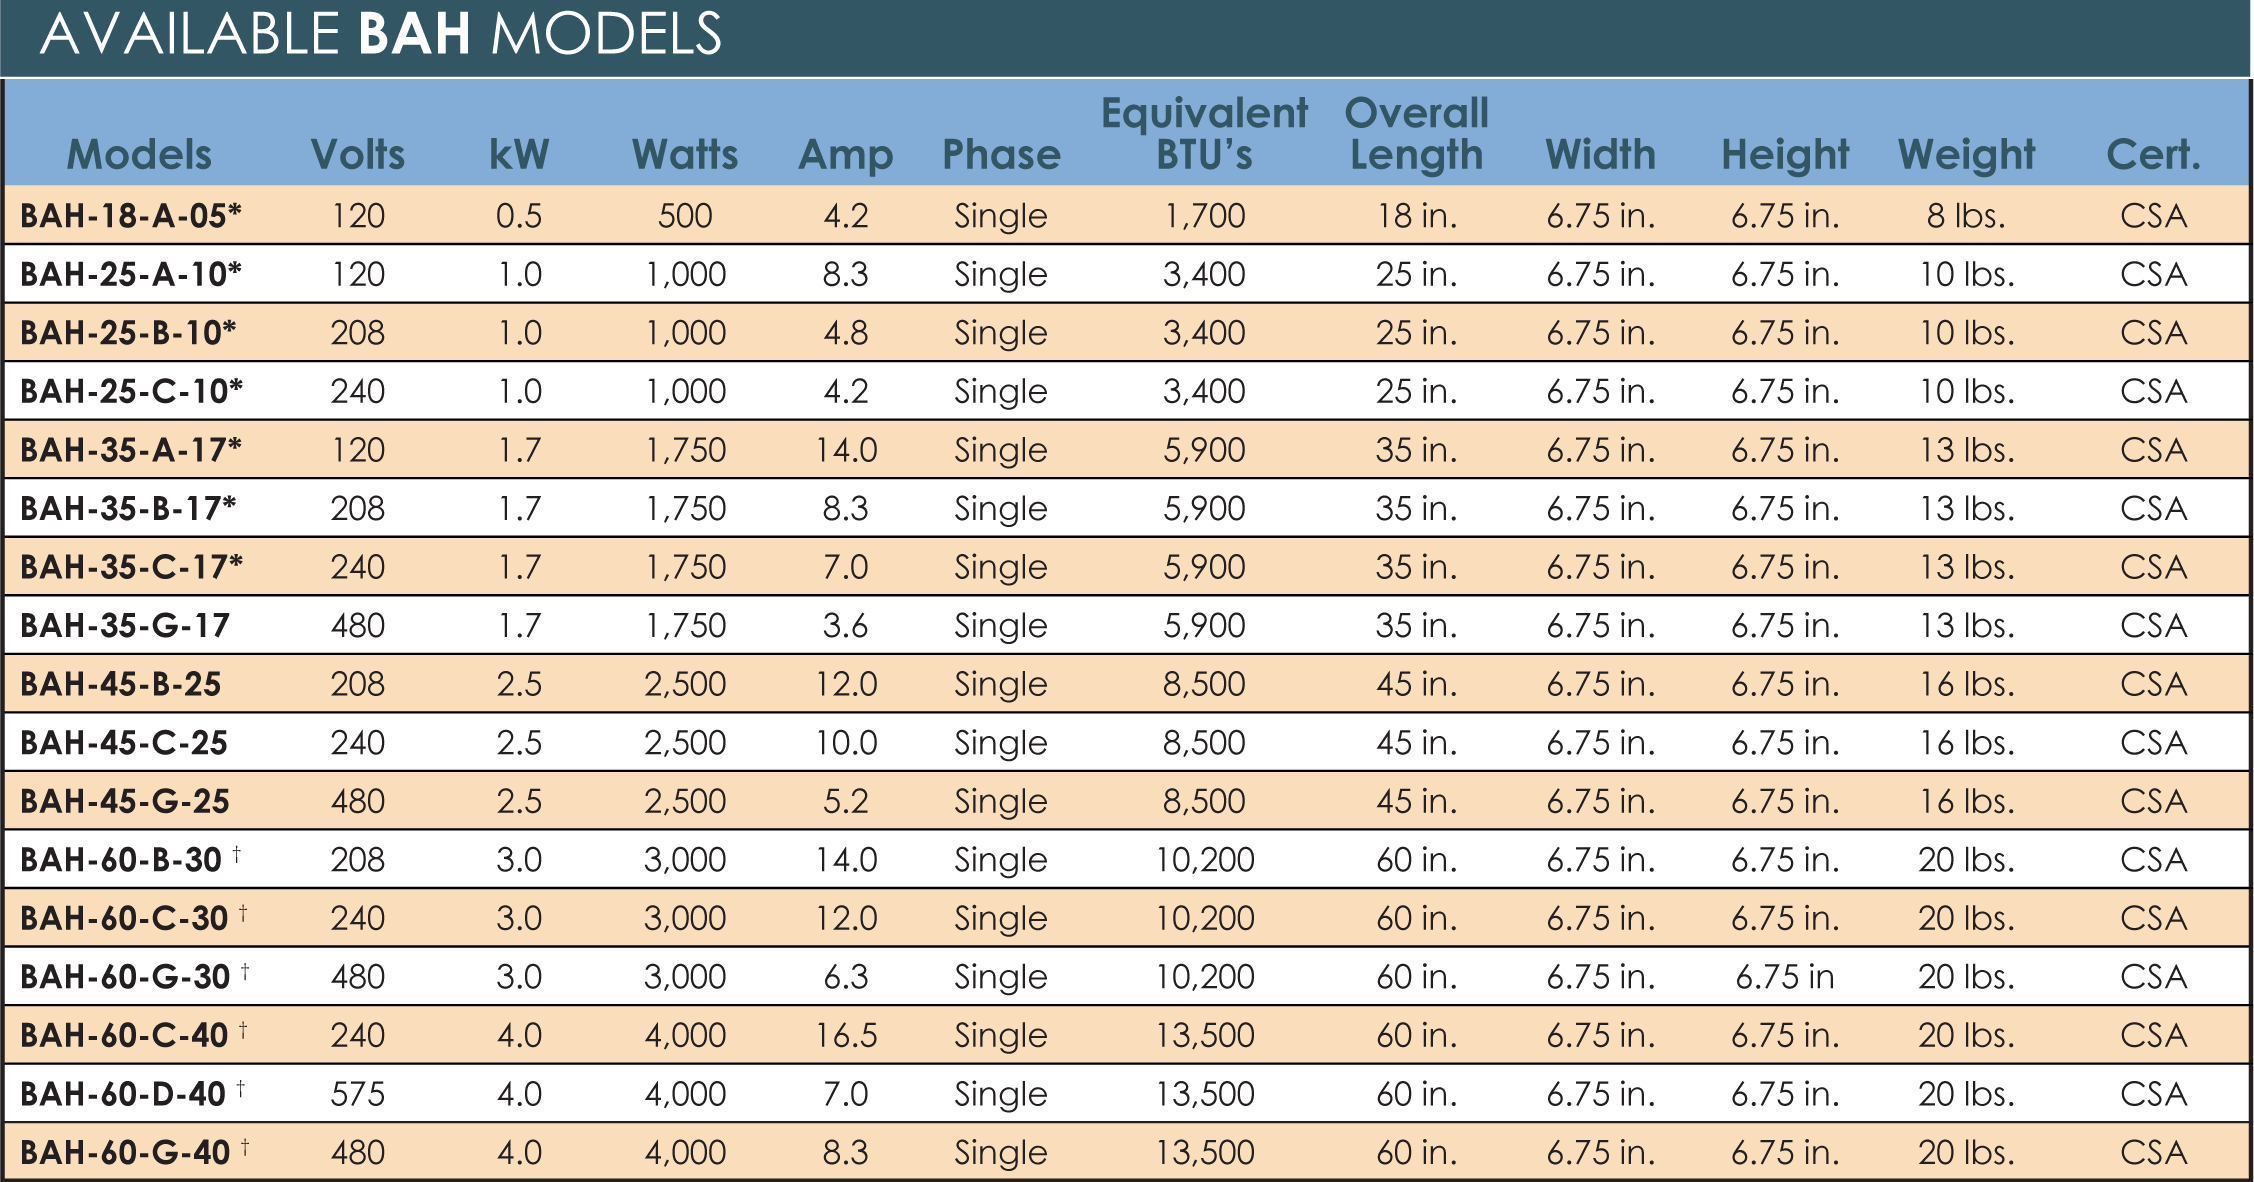 AVAILABLE BAH MODELS
Models Volts kW Watts Amp Phase Equivalent BTU’s Overall Length Width Height Weight Cert.
BAH-18-A-05* 120 0.5 500 4.2 Single 1,700 18 in. 6.75 in. 6.75 in. 8 lbs. CSA
BAH-25-A-10* 120 1.0 1,000 8.3 Single 3,400 25 in. 6.75 in. 6.75 in. 10 lbs. CSA
BAH-25-B-10* 208 1.0 1,000 4.8 Single 3,400 25 in. 6.75 in. 6.75 in. 10 lbs. CSA
BAH-25-C-10* 240 1.0 1,000 4.2 Single 3,400 25 in. 6.75 in. 6.75 in. 10 lbs. CSA
BAH-35-A-17* 120 1.7 1,750 14.0 Single 5,900 35 in. 6.75 in. 6.75 in. 13 lbs. CSA
BAH-35-B-17* 208 1.7 1,750 8.3 Single 5,900 35 in. 6.75 in. 6.75 in. 13 lbs. CSA
BAH-35-C-17* 240 1.7 1,750 7.0 Single 5,900 35 in. 6.75 in. 6.75 in. 13 lbs. CSA
BAH-35-G-17 480 1.7 1,750 3.6 Single 5,900 35 in. 6.75 in. 6.75 in. 13 lbs. CSA
BAH-45-B-25 208 2.5 2,500 12.0 Single 8,500 45 in. 6.75 in. 6.75 in. 16 lbs. CSA
BAH-45-C-25 240 2.5 2,500 10.0 Single 8,500 45 in. 6.75 in. 6.75 in. 16 lbs. CSA
BAH-45-G-25 480 2.5 2,500 5.2 Single 8,500 45 in. 6.75 in. 6.75 in. 16 lbs. CSA
BAH-60-B-30 † 208 3.0 3,000 14.0 Single 10,200 60 in. 6.75 in. 6.75 in. 20 lbs. CSA
BAH-60-C-30 † 240 3.0 3,000 12.0 Single 10,200 60 in. 6.75 in. 6.75 in. 20 lbs. CSA
BAH-60-G-30 † 480 3.0 3,000 6.3 Single 10,200 60 in. 6.75 in. 6.75 in 20 lbs. CSA
BAH-60-C-40 † 240 4.0 4,000 16.5 Single 13,500 60 in. 6.75 in. 6.75 in. 20 lbs. CSA
BAH-60-D-40 † 575 4.0 4,000 7.0 Single 13,500 60 in. 6.75 in. 6.75 in. 20 lbs. CSA
BAH-60-G-40 † 480 4.0 4,000 8.3 Single 13,500 60 in. 6.75 in. 6.75 in. 20 lbs. CSA